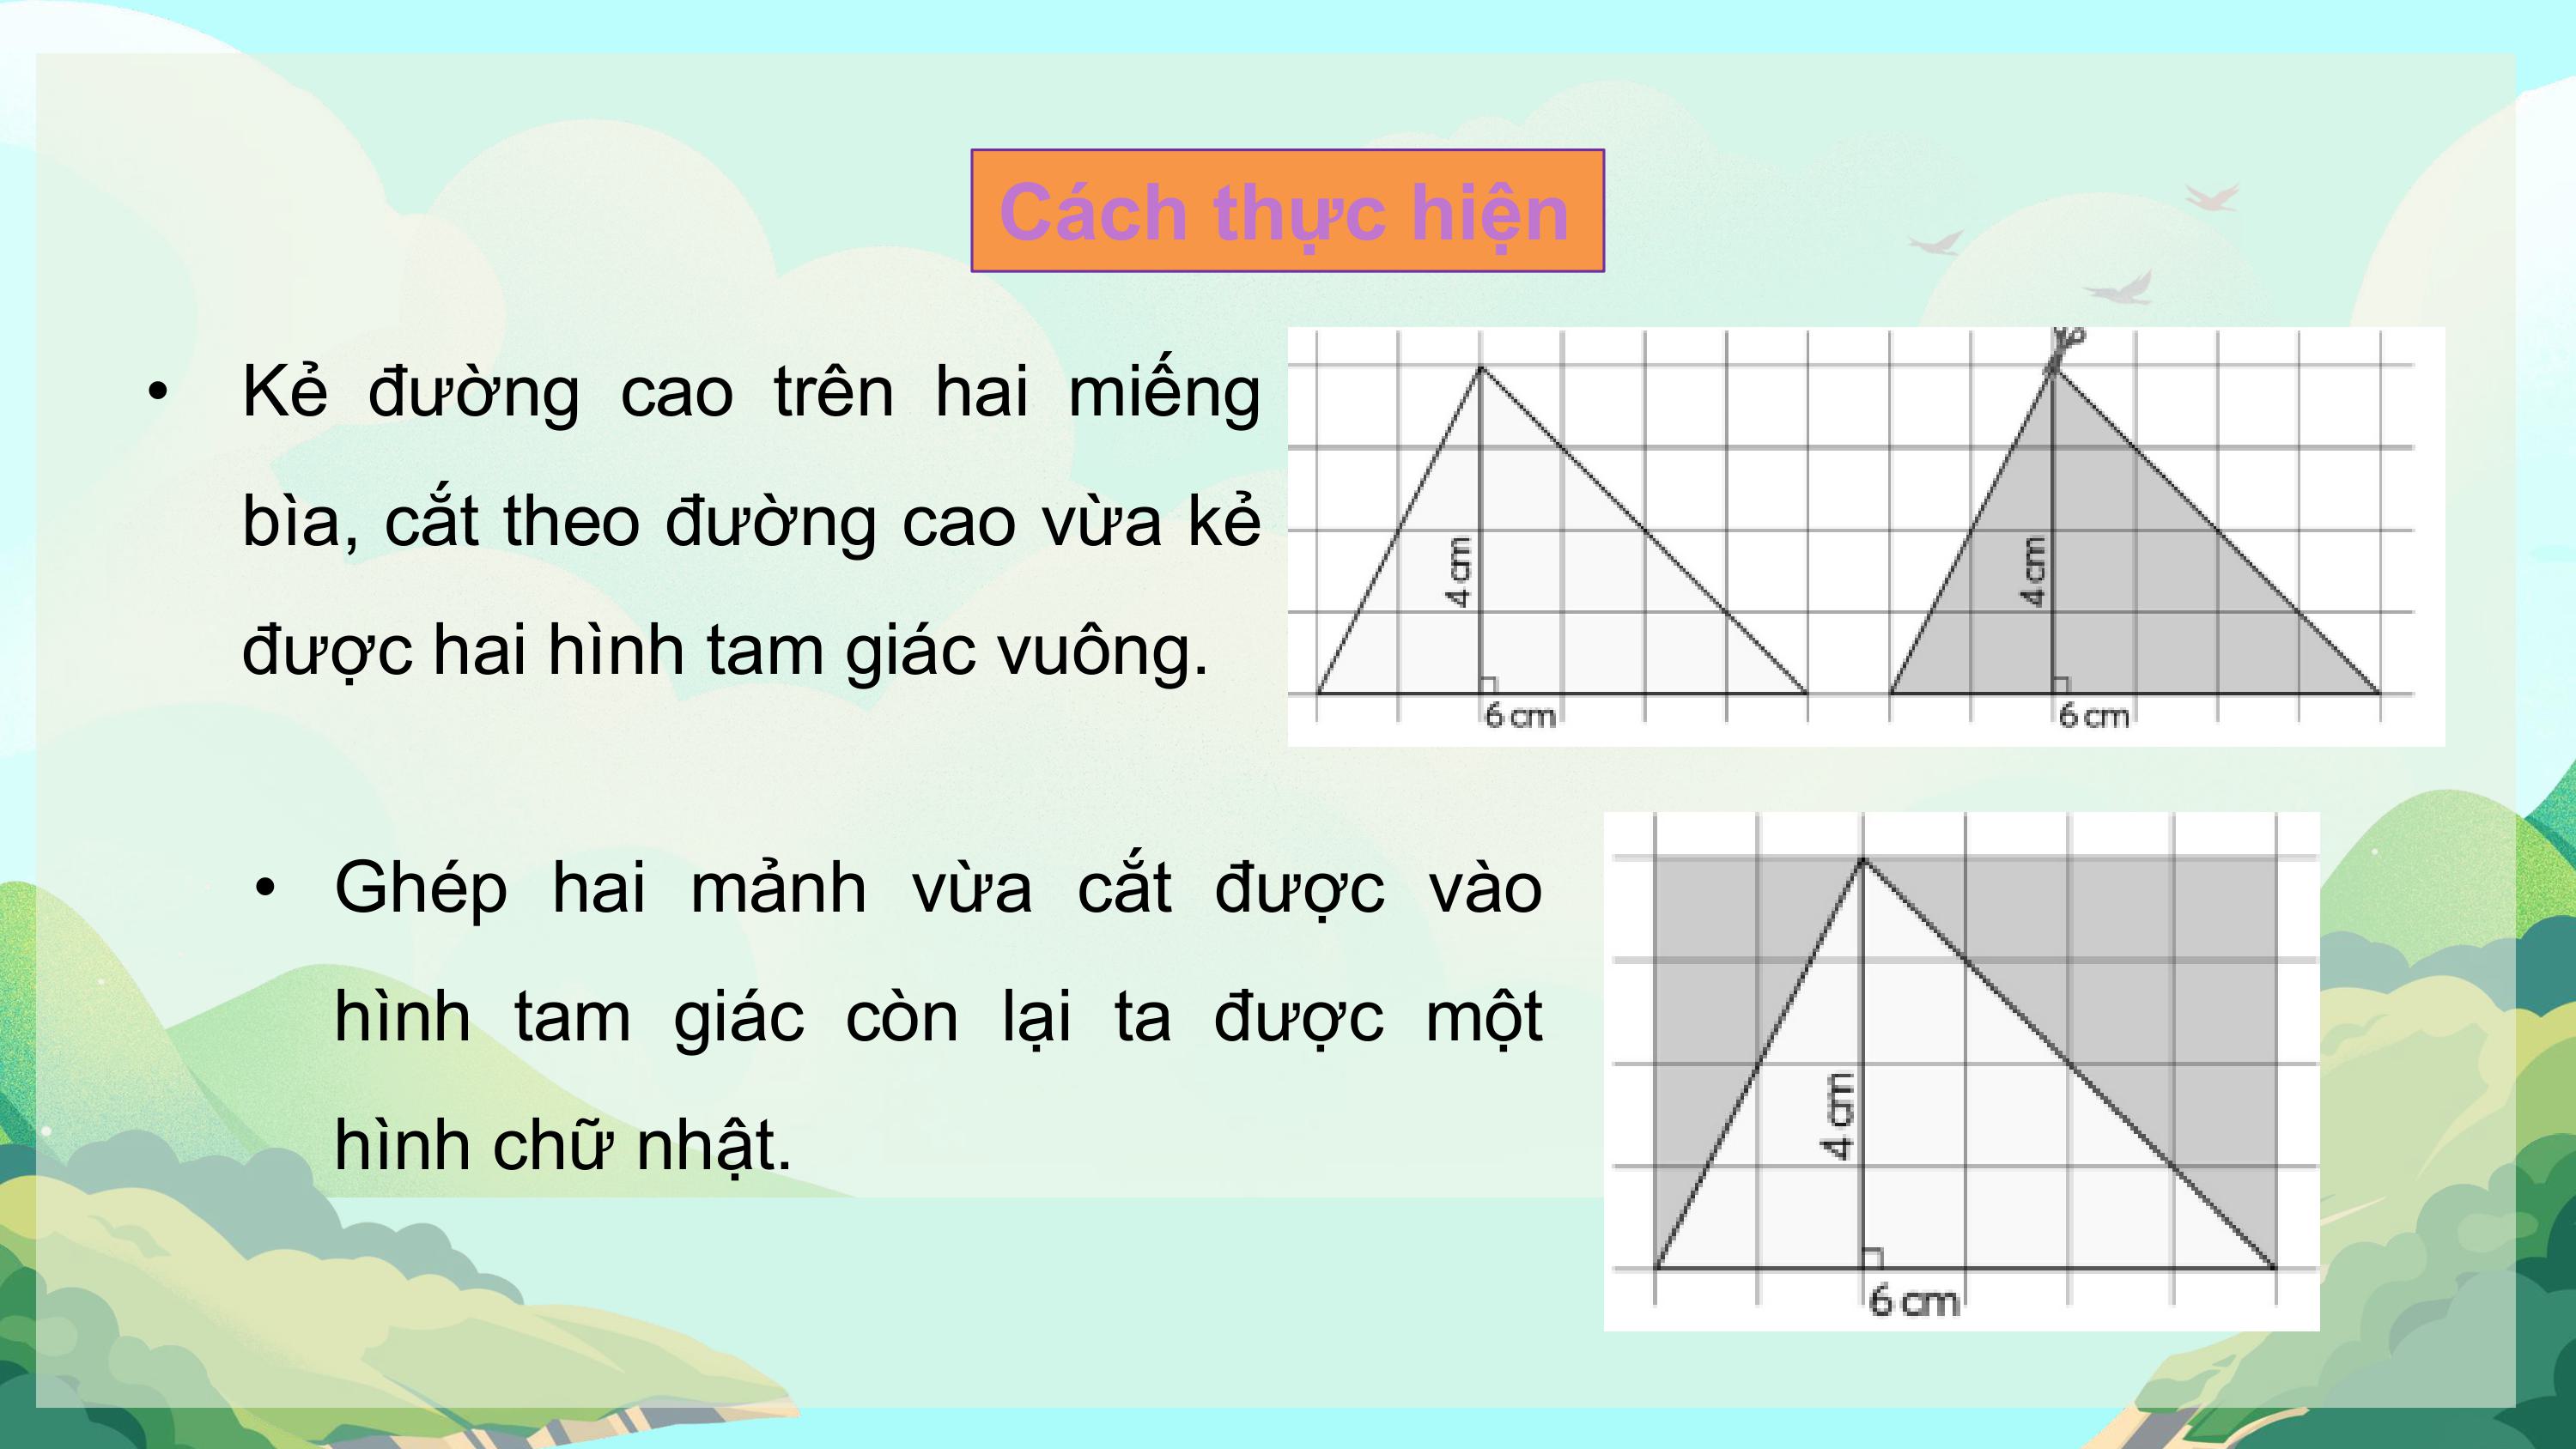 Cách thực hiện
• Kẻ đường cao trên hai miếng
bìa, cắt theo đường cao vừa kẻ
được hai hình tam giác vuông.
4 cm
6 cm
4 cm
6 cm
• Ghép hai mảnh vừa cắt được vào
hình tam giác còn lại ta được một
hình chữ nhật.
4 cm
6 cm